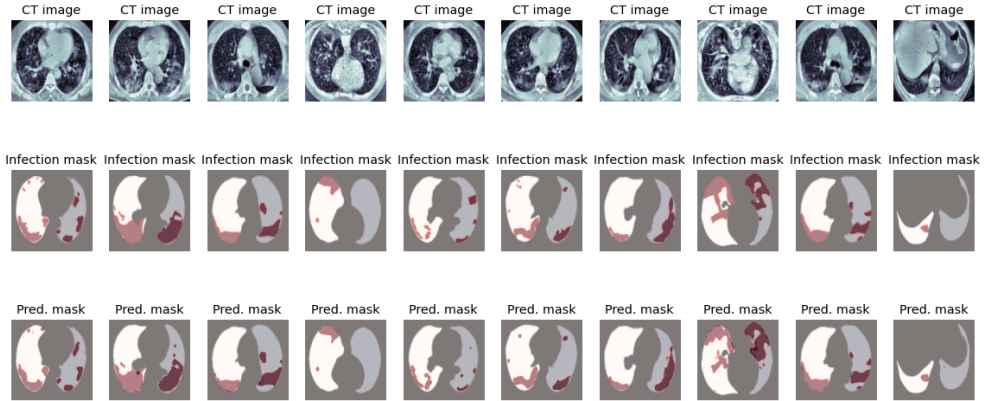 CT image CT image CT image CT image CT image CT image CT image CT image CT image CT image
Infection mask Infection mask Infection mask Infection mask Infection mask Infection mask Infection mask Infection mask Infection mask Infection mask
Pred. mask Pred. mask Pred. mask Pred. mask Pred. mask Pred. mask Pred. mask Pred. mask Pred. mask Pred. mask